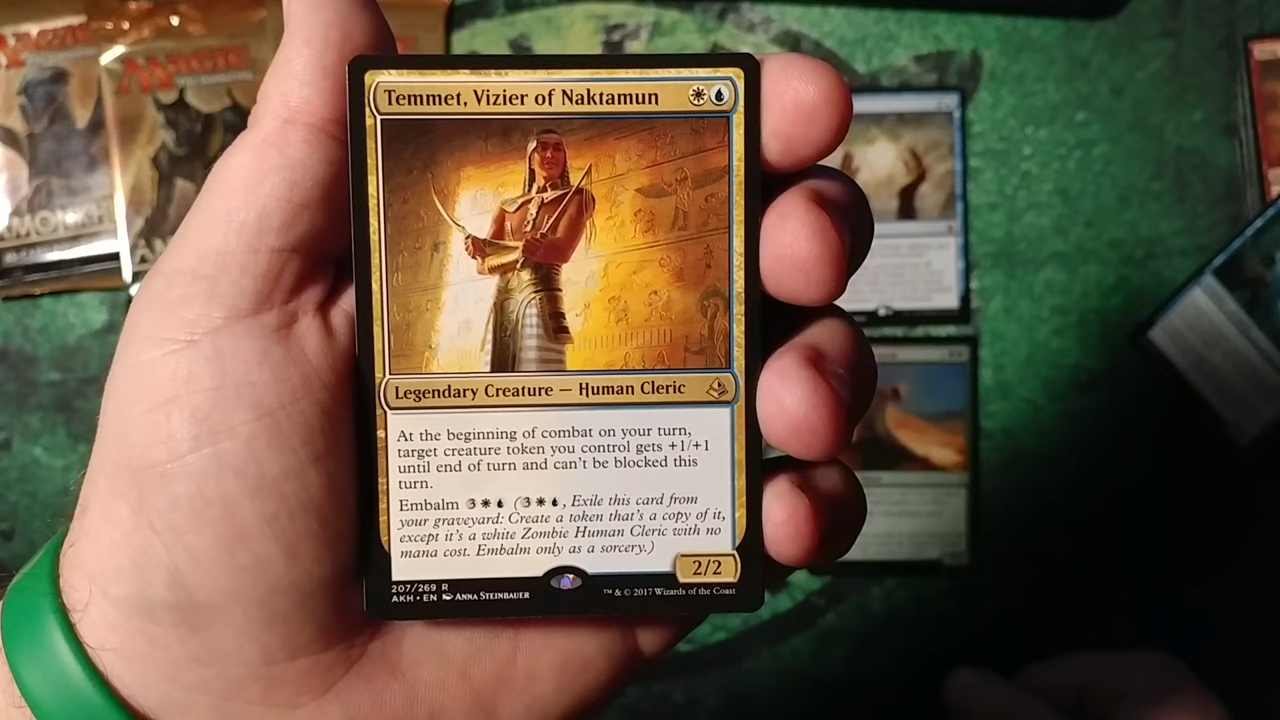 MAGIC
MAGIC
AMONKH
AM
Temmet, Vizier of Naktamun
Legendary Creature — Human Cleric
At the beginning of combat on your turn,
target creature token you control gets +1/+1
until end of turn and can't be blocked this
turn.
Embalm 3 (3, Exile this card from
your graveyard: Create a token that's a copy of it,
except it's a white Zombie Human Cleric with no
mana cost. Embalm only as a sorcery.)
2/2
207/269 R
AKH • EN Anna Steinbauer
™ & © 2017 Wizards of the Coast